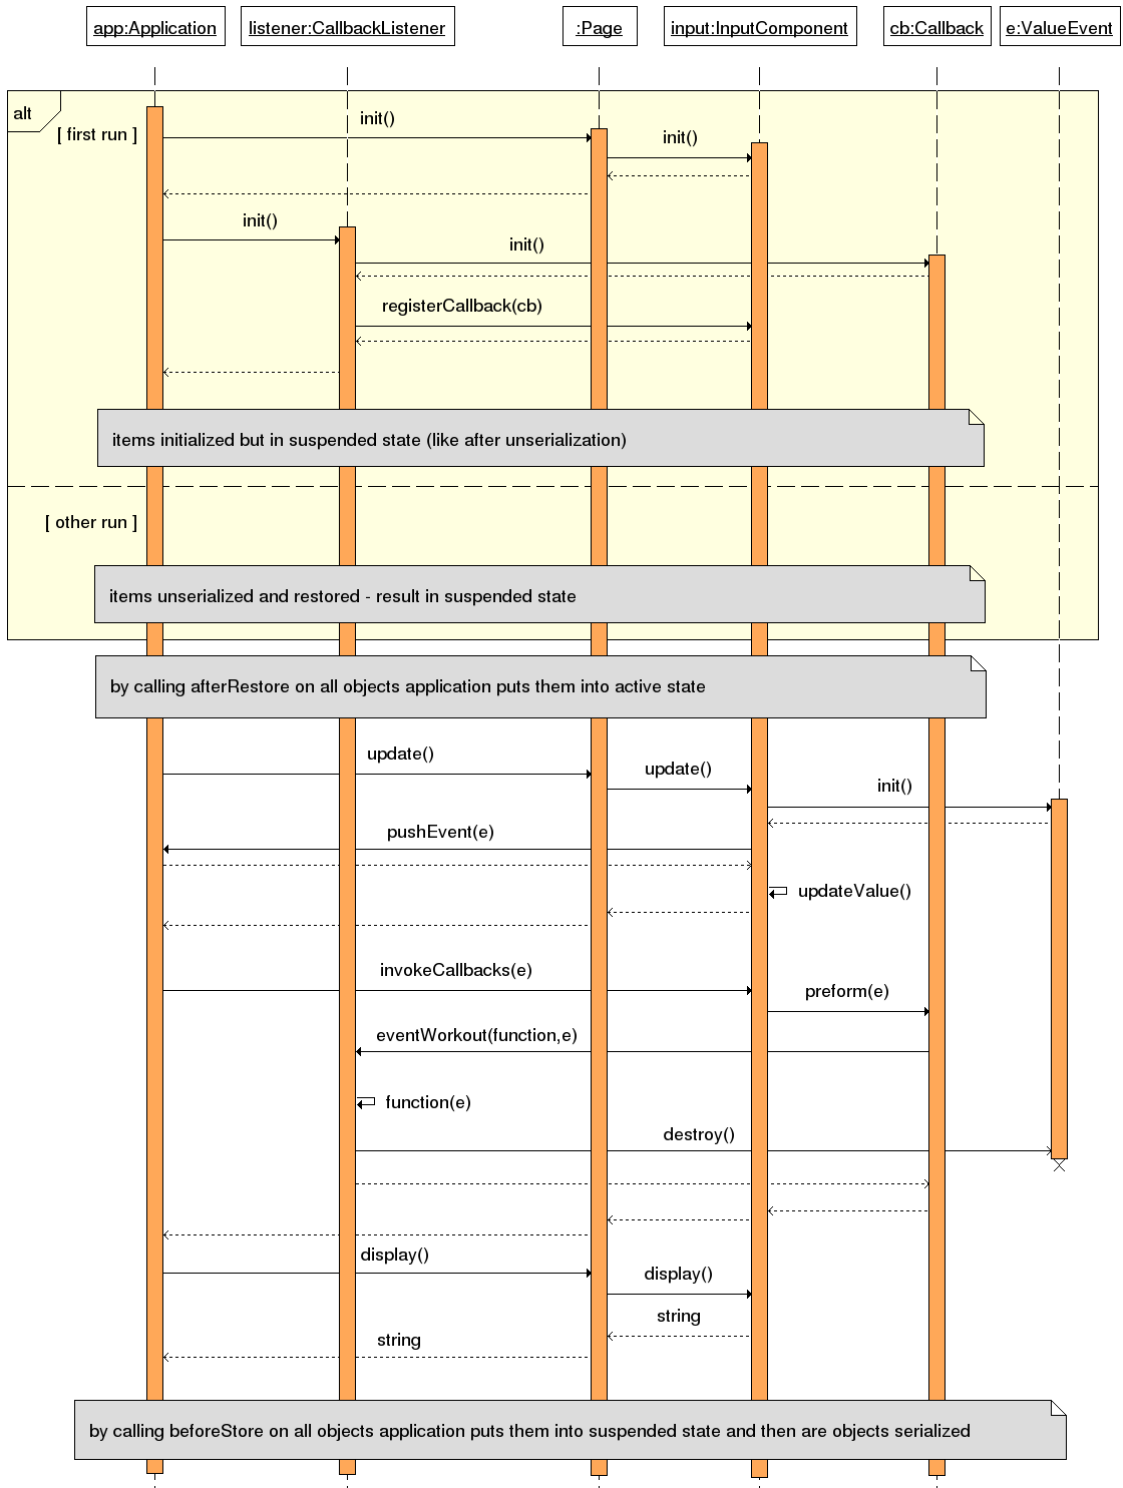 app:Application
listener:CallbackListener
:Page
input:InputComponent
cb:Callback
e:ValueEvent
alt
[ first run ]
init()
init()
init()
init()
registerCallback(cb)
items initialized but in suspended state (like after unserialization)
[ other run ]
items unserialized and restored - result in suspended state
by calling afterRestore on all objects application puts them into active state
update()
update()
init()
pushEvent(e)
updateValue()
invokeCallbacks(e)
preform(e)
eventWorkout(function,e)
function(e)
destroy()
display()
display()
string
string
by calling beforeStore on all objects application puts them into suspended state and then are objects serialized